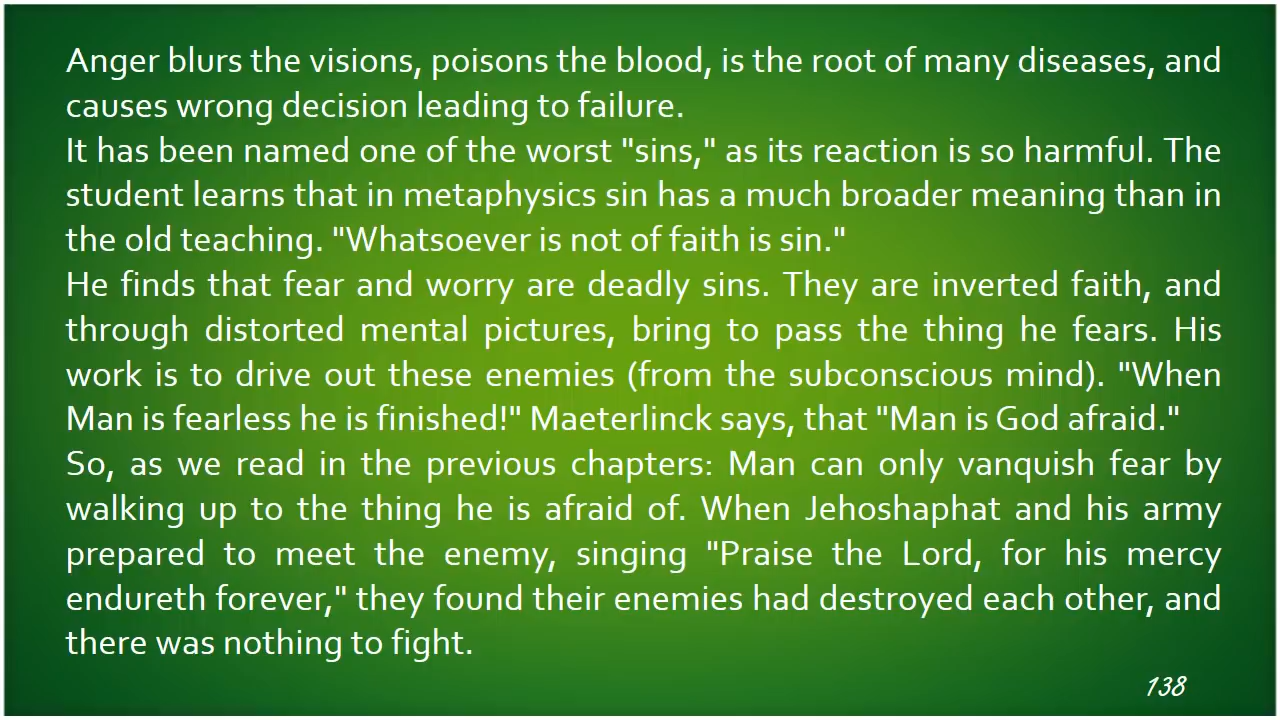 Anger blurs the visions, poisons the blood, is the root of many diseases, and
causes wrong decision leading to failure.
It has been named one of the worst "sins," as its reaction is so harmful. The
student learns that in metaphysics sin has a much broader meaning than in
the old teaching. "Whatsoever is not of faith is sin."
He finds that fear and worry are deadly sins. They are inverted faith, and
through distorted mental pictures, bring to pass the thing he fears. His
work is to drive out these enemies (from the subconscious mind). "When
Man is fearless he is finished!" Maeterlinck says, that "Man is God afraid."
So, as we read in the previous chapters: Man can only vanquish fear by
walking up to the thing he is afraid of. When Jehoshaphat and his army
prepared to meet the enemy, singing "Praise the Lord, for his mercy
endureth forever," they found their enemies had destroyed each other, and
there was nothing to fight.
138